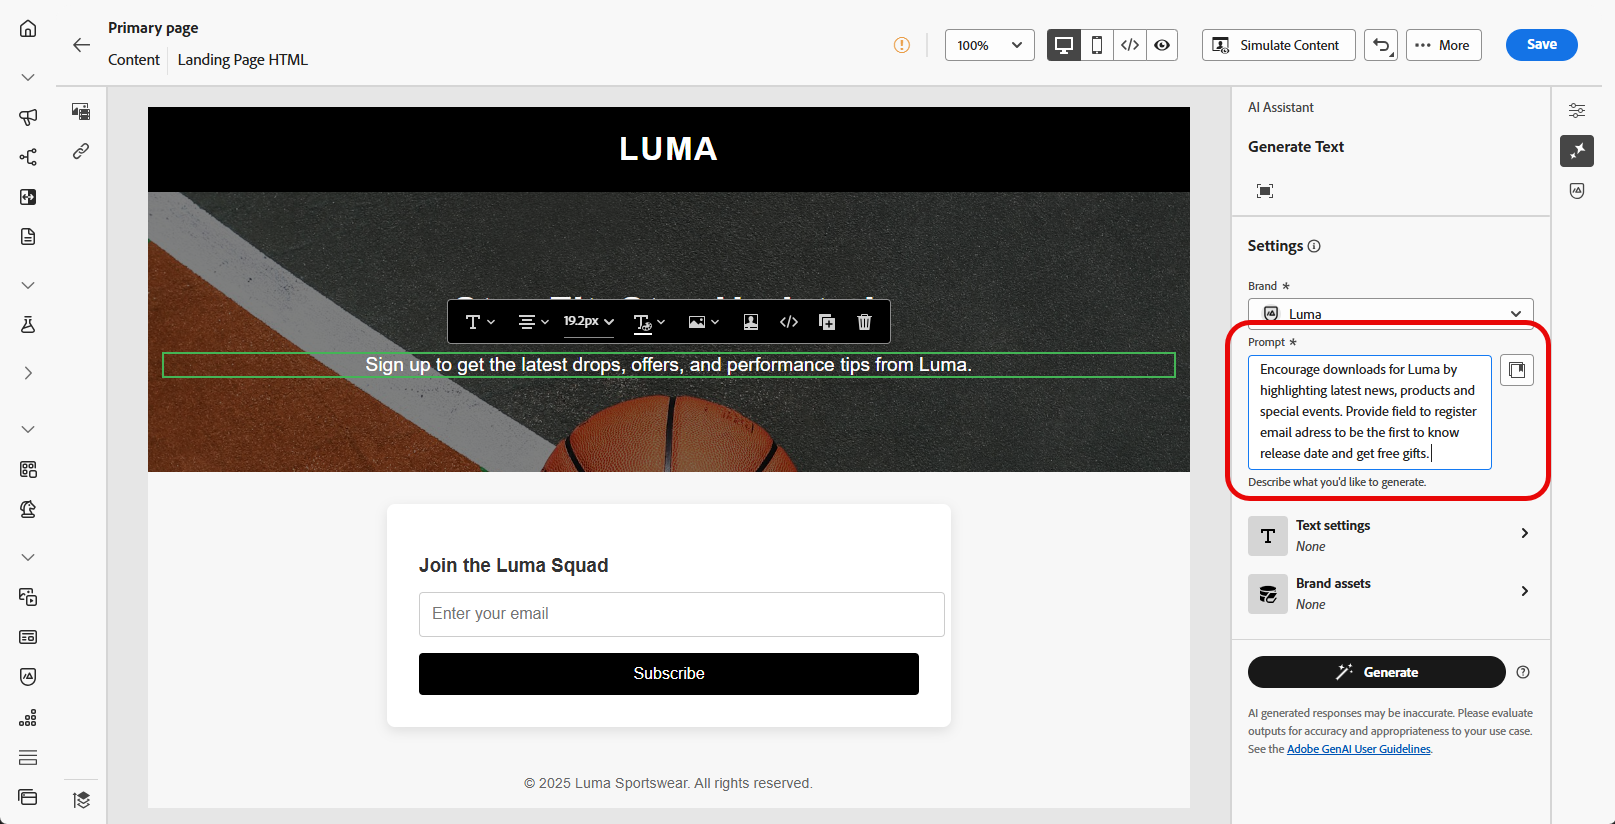 Primary page
Content
Landing Page HTML
100%
Simulate Content
More
Save
LUMA
19.2px
Sign up to get the latest drops, offers, and performance tips from Luma.
Join the Luma Squad
Enter your email
Subscribe
© 2025 Luma Sportswear. All rights reserved.
AI Assistant
Generate Text
Settings
Brand *
Luma
Prompt *
Encourage downloads for Luma by
highlighting latest news, products and
special events. Provide field to register
email adress to be the first to know
release date and get free gifts.
Describe what you'd like to generate.
Text settings
None
Brand assets
None
Generate
AI generated responses may be inaccurate. Please evaluate
outputs for accuracy and appropriateness to your use case.
See the Adobe GenAI User Guidelines.